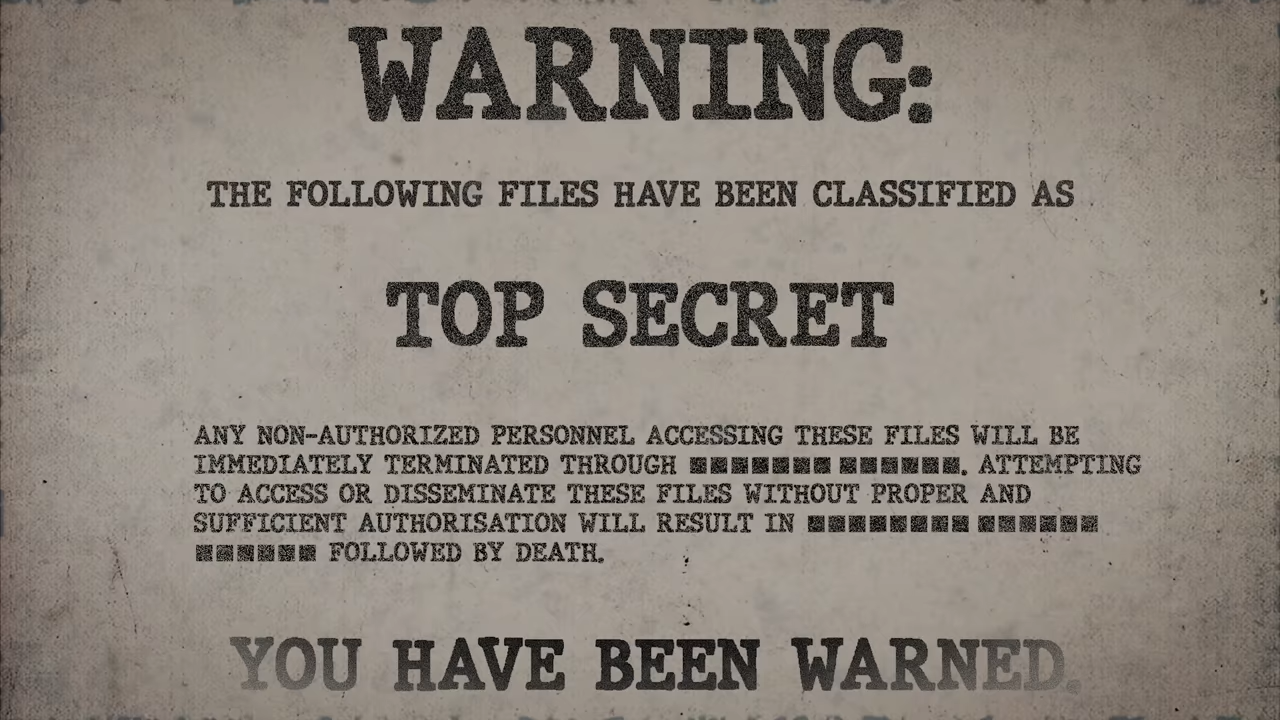 WARNING:
THE FOLLOWING FILES HAVE BEEN CLASSIFIED AS
TOP SECRET
ANY NON-AUTHORIZED PERSONNEL ACCESSING THESE FILES WILL BE
IMMEDIATELY TERMINATED THROUGH ■■■■■■■■ ■■■■■■■. ATTEMPTING
TO ACCESS OR DISSEMINATE THESE FILES WITHOUT PROPER AND
SUFFICIENT AUTHORISATION WILL RESULT IN ■■■■■■■■■ ■■■■■■■
■■■■■■■ FOLLOWED BY DEATH.
YOU HAVE BEEN WARNED.